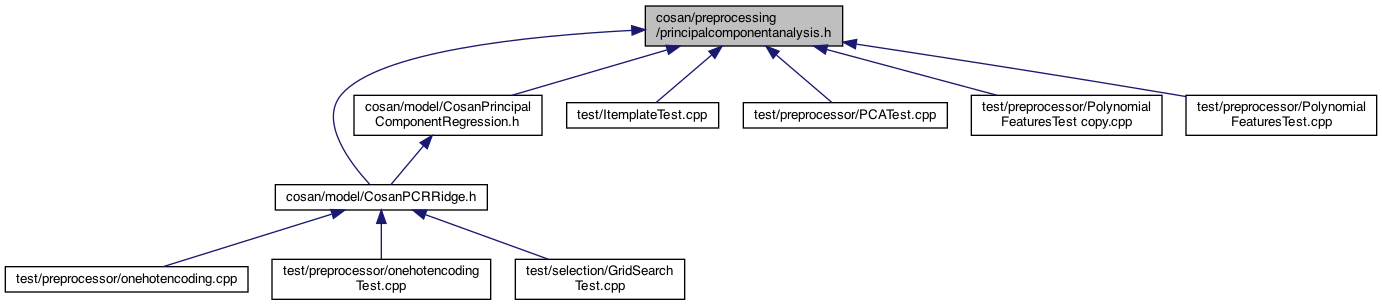 cosan/preprocessing
/principalcomponentanalysis.h
cosan/model/CosanPrincipal
ComponentRegression.h
test/ItemplateTest.cpp
test/preprocessor/PCATest.cpp
test/preprocessor/Polynomial
FeaturesTest copy.cpp
test/preprocessor/Polynomial
FeaturesTest.cpp
cosan/model/CosanPCRRidge.h
test/preprocessor/onehotencoding.cpp
test/preprocessor/onehotencoding
Test.cpp
test/selection/GridSearch
Test.cpp